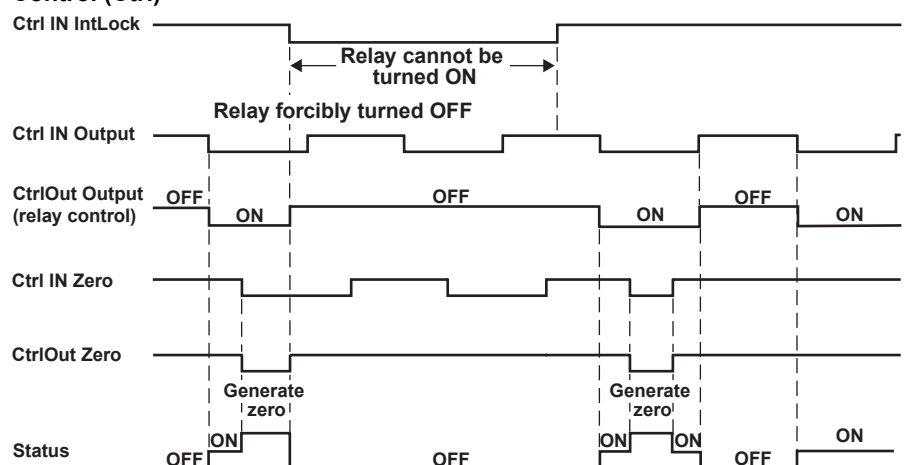 Control (Ctrl)
Ctrl IN IntLock
Relay cannot be
turned ON
Relay forcibly turned OFF
Ctrl IN Output
CtrlOut Output
(relay control)
OFF
ON
OFF
ON
OFF
ON
Ctrl IN Zero
CtrlOut Zero
Generate
zero
Generate
zero
Status
OFF
ON
OFF
ON
ON
OFF
ON